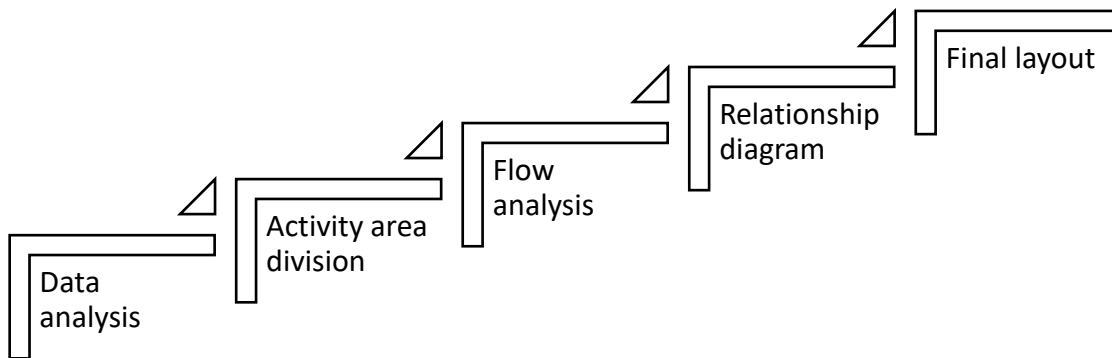 Data
analysis
Activity area
division
Flow
analysis
Relationship
diagram
Final layout